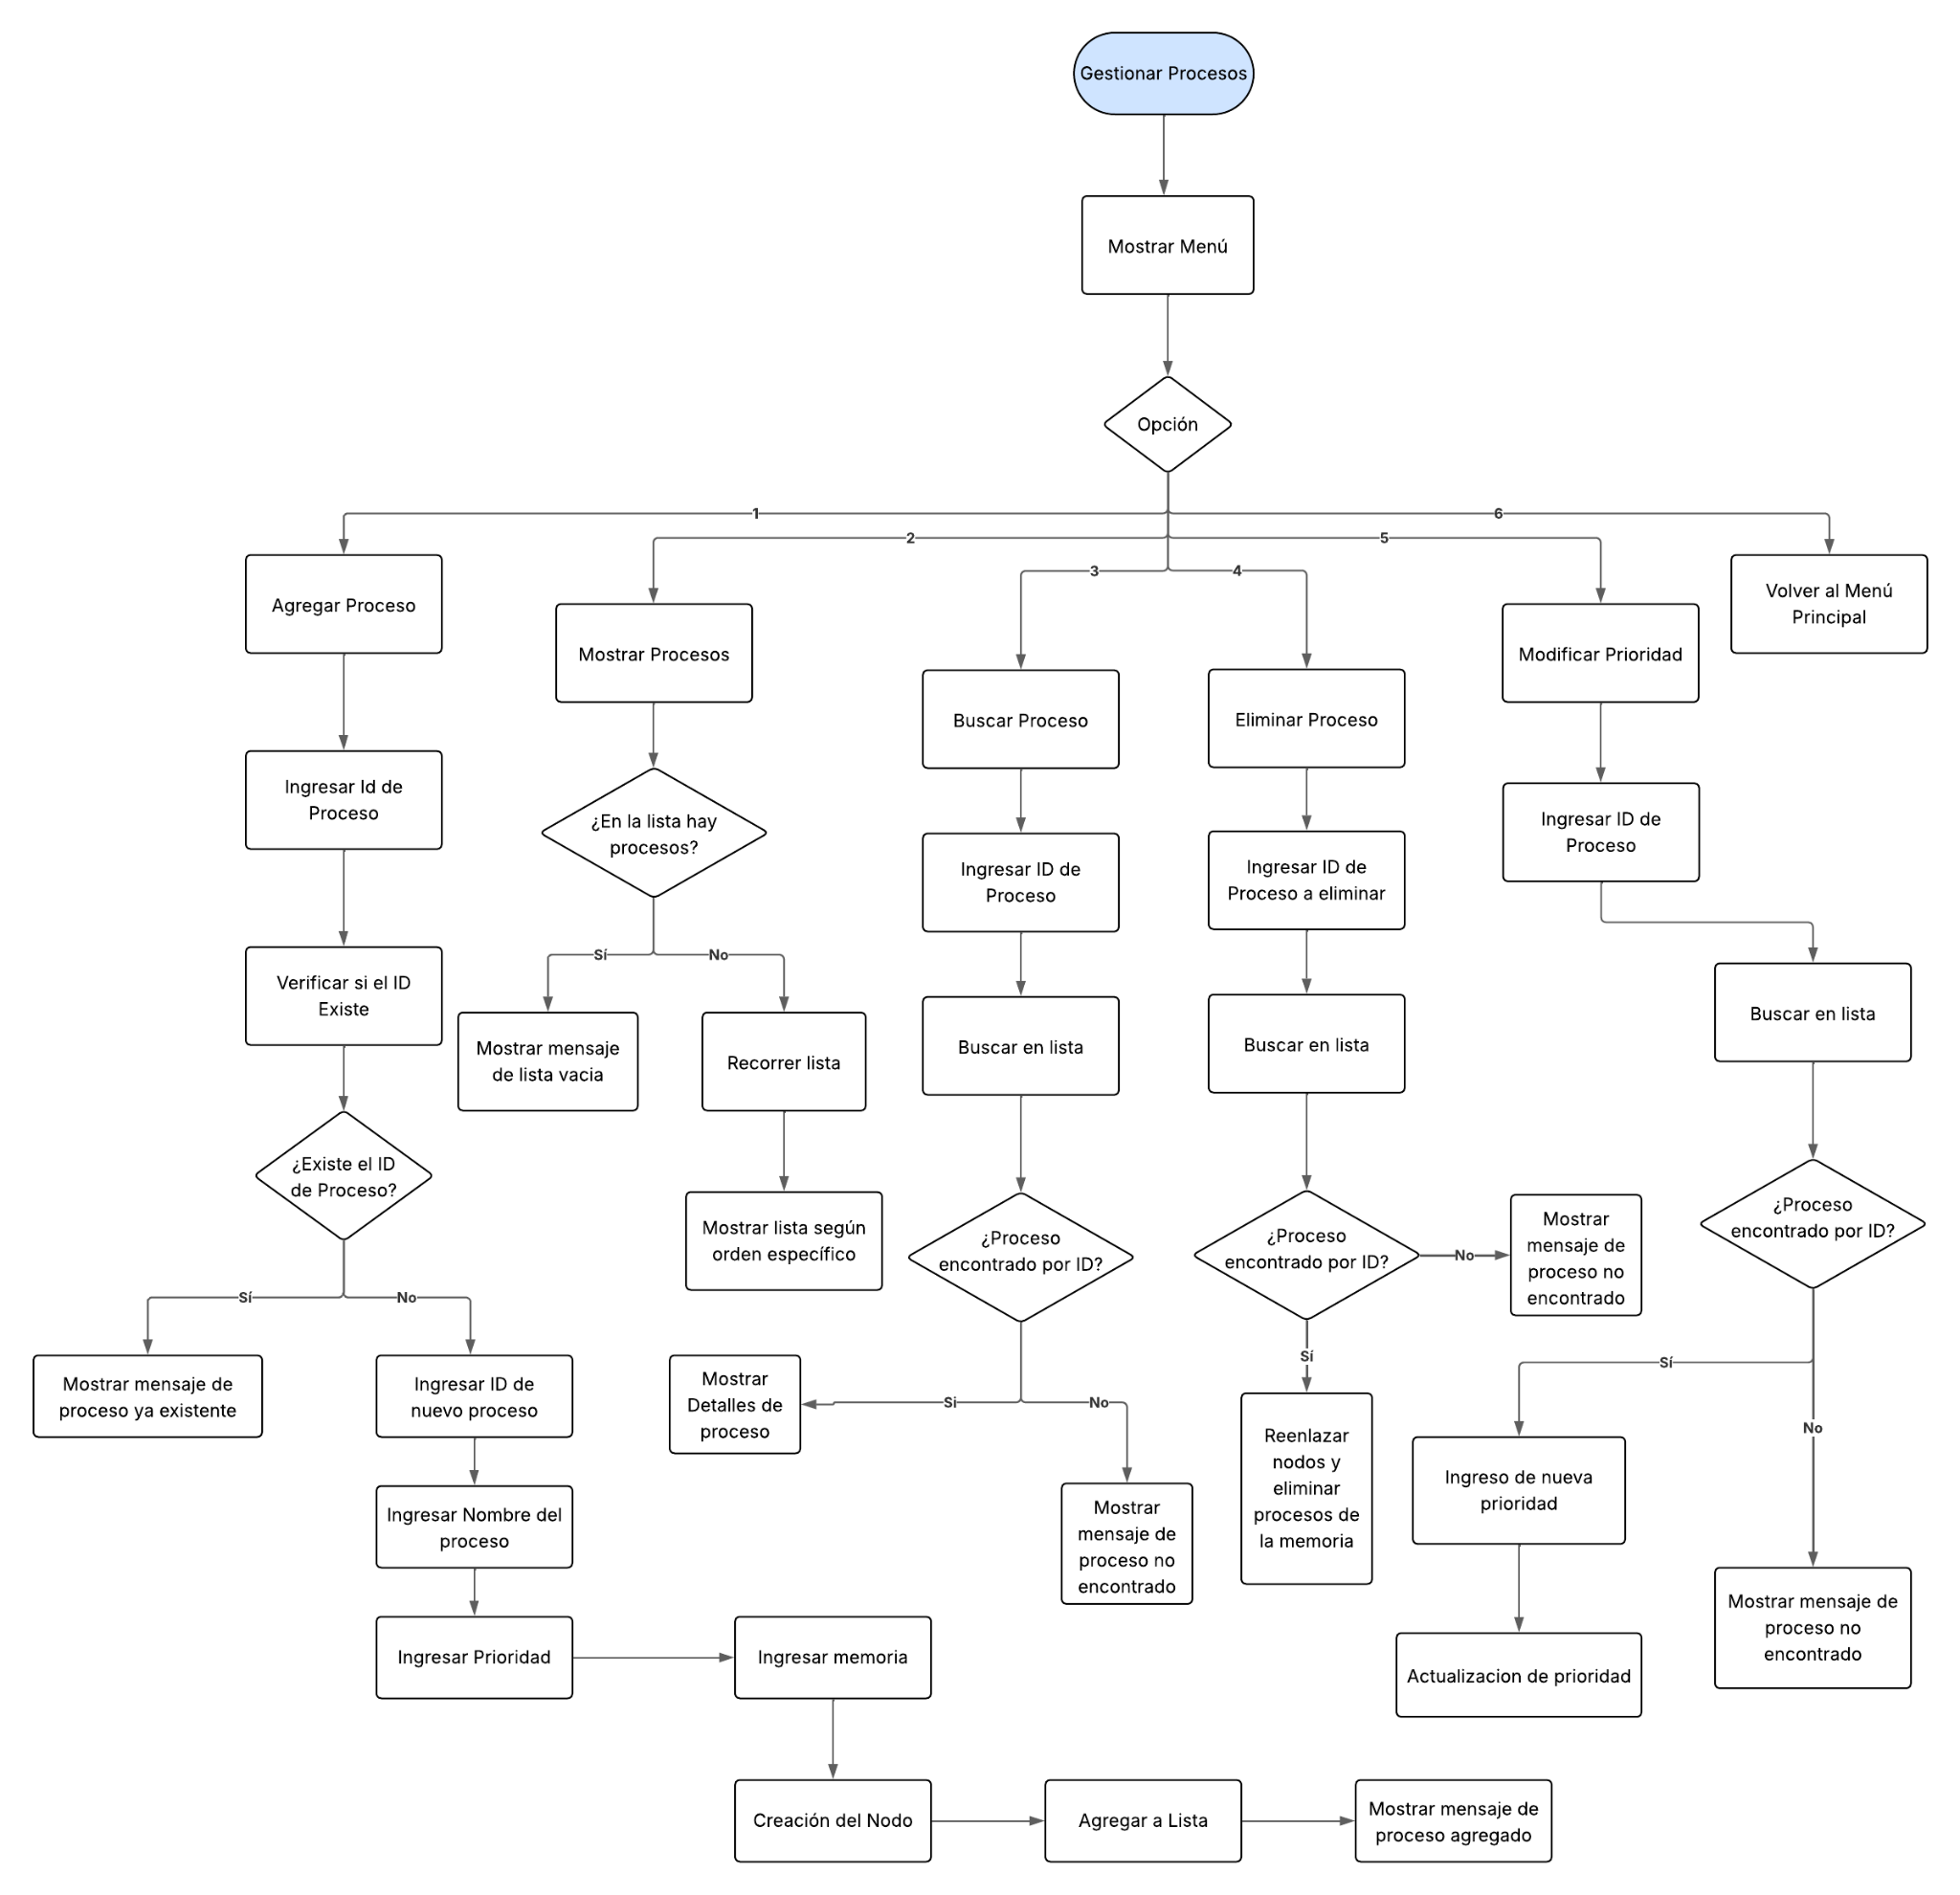 Gestionar Procesos
Mostrar Menú
Opción
1
6
2
5
3
4
Agregar Proceso
Volver al Menú
Principal
Mostrar Procesos
Modificar Prioridad
Buscar Proceso
Eliminar Proceso
Ingresar Id de
Proceso
¿En la lista hay
procesos?
Ingresar ID de
Proceso
Ingresar ID de
Proceso a eliminar
Ingresar ID de
Proceso
Verificar si el ID
Existe
Sí
No
Mostrar mensaje
de lista vacia
Recorrer lista
Buscar en lista
Buscar en lista
Buscar en lista
¿Existe el ID
de Proceso?
Mostrar lista según
orden específico
¿Proceso
encontrado por ID?
¿Proceso
encontrado por ID?
No
Mostrar
mensaje de
proceso no
encontrado
¿Proceso
encontrado por ID?
Sí
No
Mostrar mensaje de
proceso ya existente
Ingresar ID de
nuevo proceso
Mostrar
Detalles de
proceso
Si
No
Sí
Sí
No
Reenlazar
nodos y
eliminar
procesos de
la memoria
Ingreso de nueva
prioridad
Ingresar Nombre del
proceso
Mostrar
mensaje de
proceso no
encontrado
Mostrar mensaje de
proceso no
encontrado
Ingresar Prioridad
Ingresar memoria
Actualizacion de prioridad
Creación del Nodo
Agregar a Lista
Mostrar mensaje de
proceso agregado